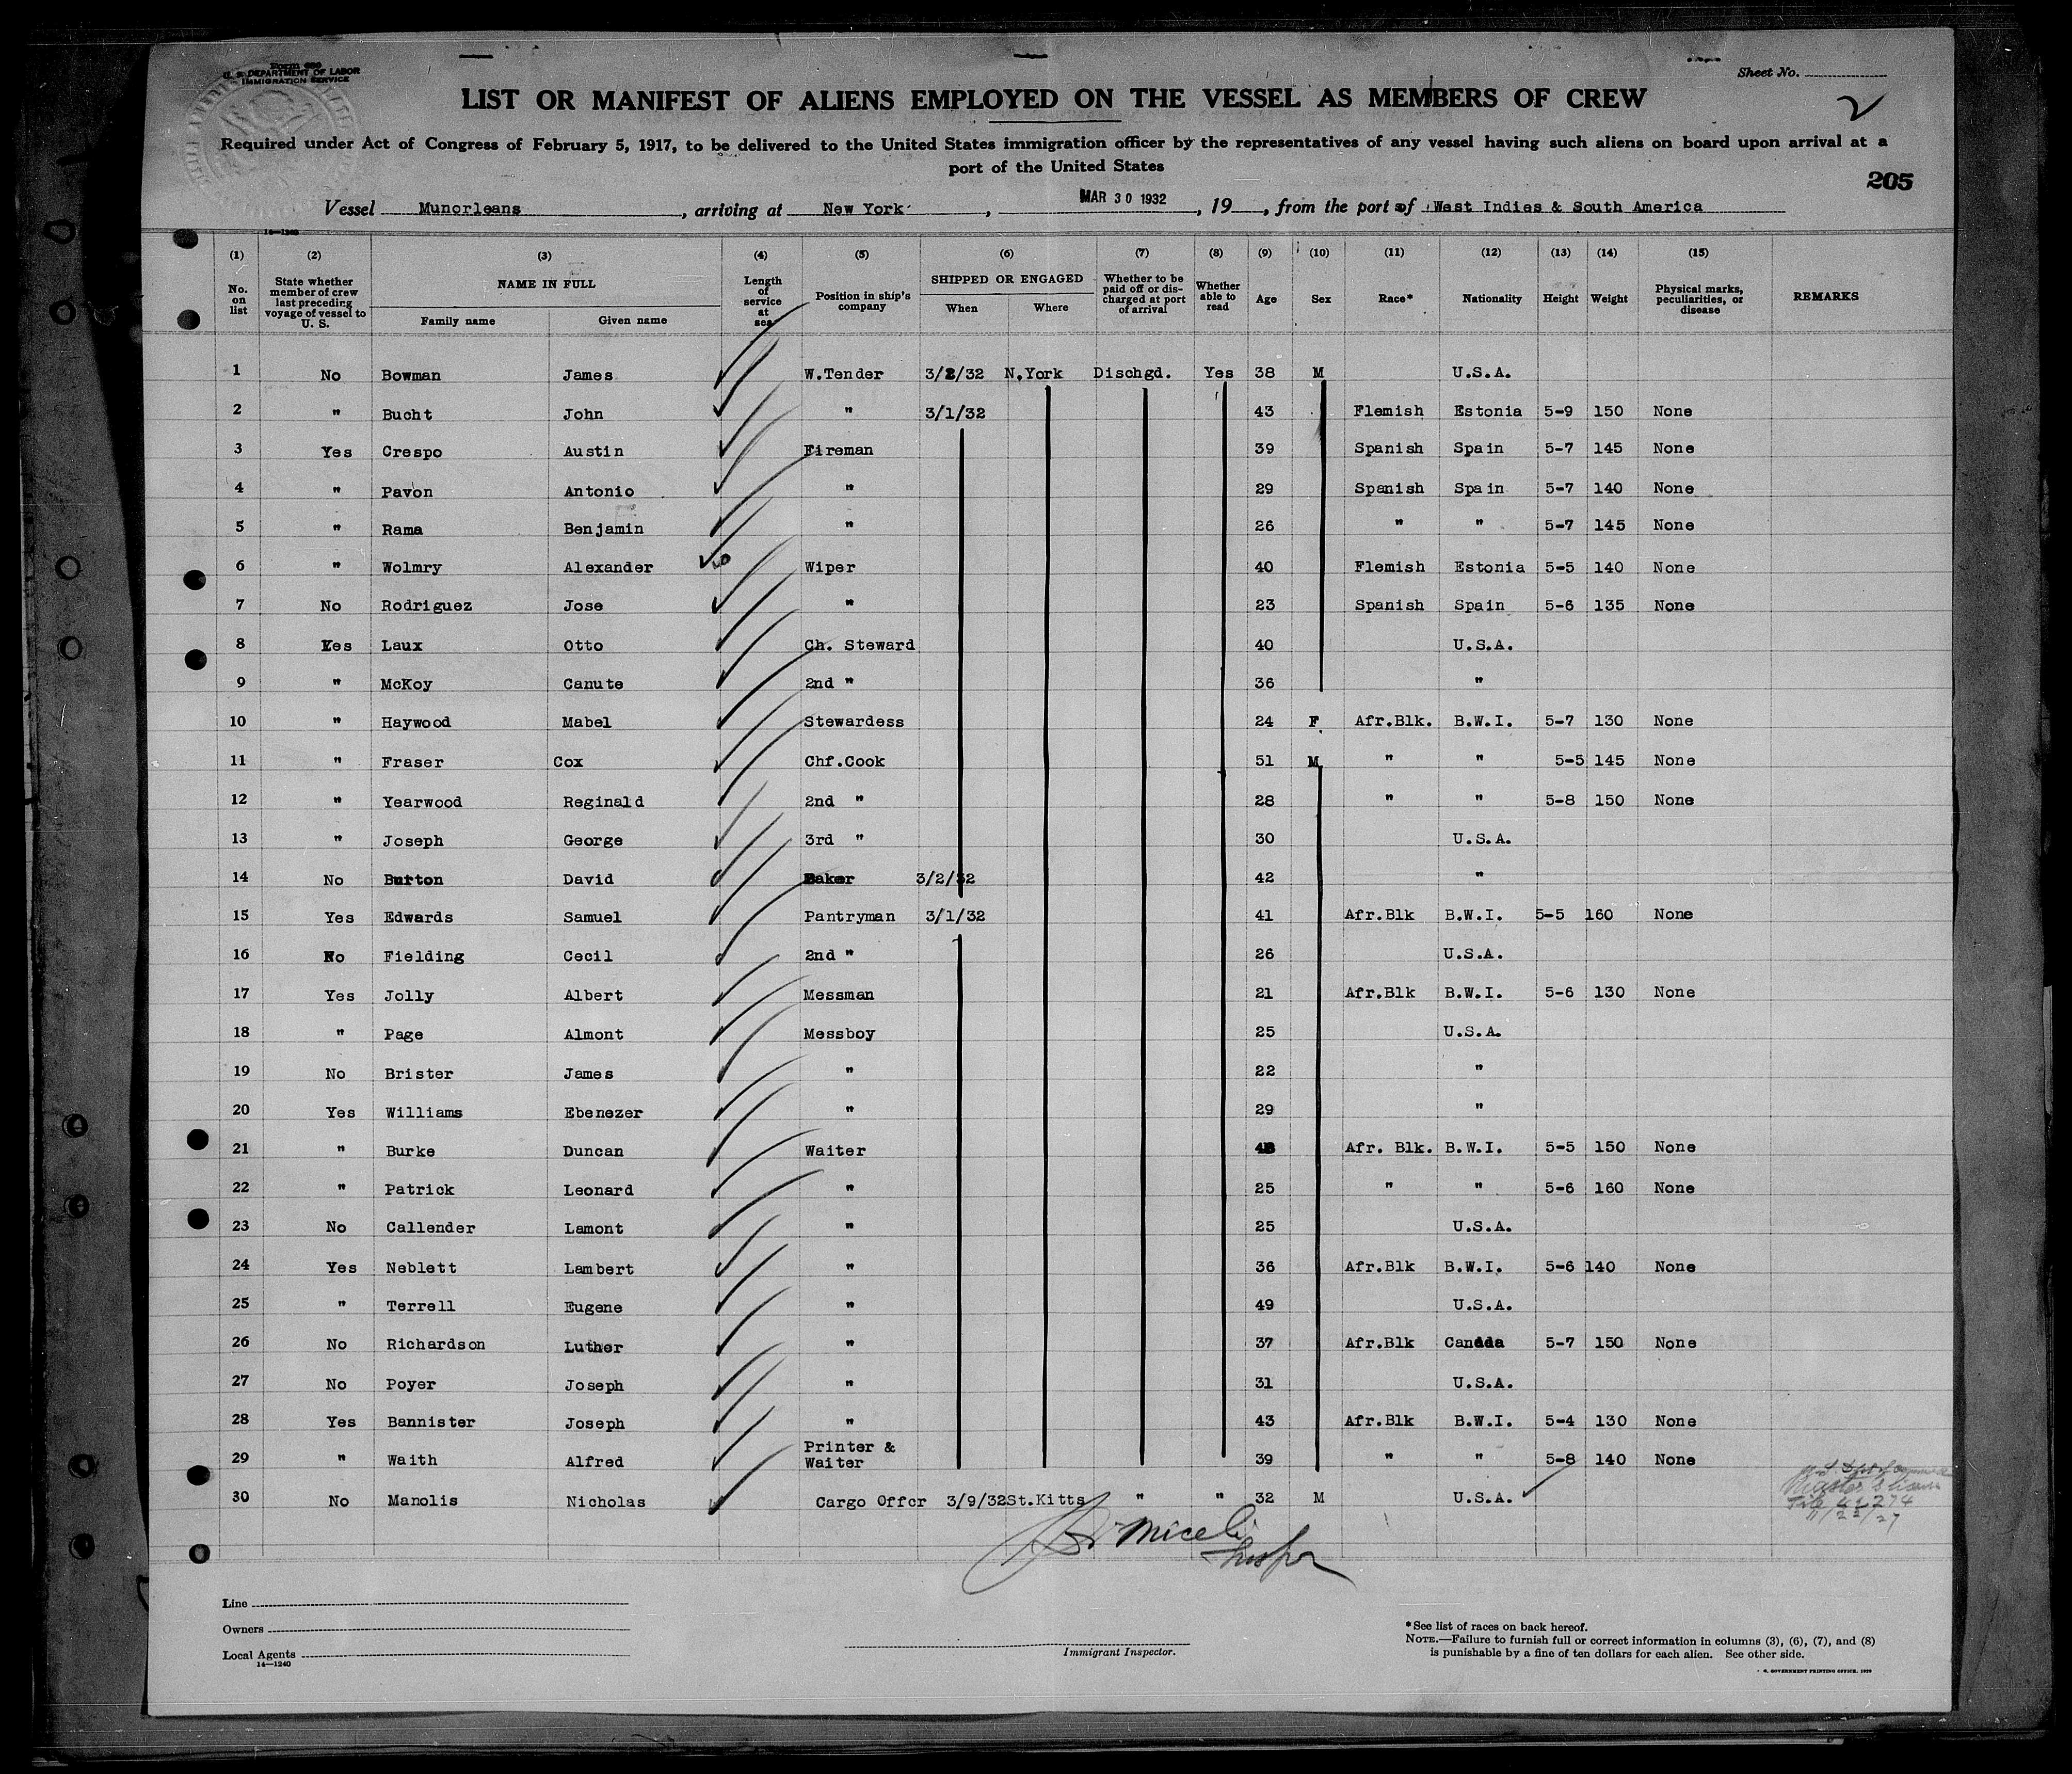 Form 689
U. S. DEPARTMENT OF LABOR
IMMIGRATION SERVICE
Sheet No.
LIST OR MANIFEST OF ALIENS EMPLOYED ON THE VESSEL AS MEMBERS OF CREW
2
Required under Act of Congress of February 5, 1917, to be delivered to the United States immigration officer by the representatives of any vessel having such aliens on board upon arrival at a
port of the United States
205
Vessel Munorleans, arriving at New York, MAR 30 1932, 19, from the port of West Indies & South America
14—1240
(1) (2) (3) (4) (5) (6) (7) (8) (9) (10) (11) (12) (13) (14) (15)
No. on list State whether member of crew last preceding voyage of vessel to U. S. NAME IN FULL Family name Given name Length of service at sea Position in ship's company SHIPPED OR ENGAGED When Where Whether to be paid off or discharged at port of arrival Whether able to read Age Sex Race* Nationality Height Weight Physical marks, peculiarities, or disease REMARKS
1 No Bowman James W.Tender 3/2/32 N.York Dischgd. Yes 38 M U.S.A.
2 " Bucht John " 3/1/32 43 Flemish Estonia 5-9 150 None
3 Yes Crespo Austin Fireman 39 Spanish Spain 5-7 145 None
4 " Pavon Antonio " 29 Spanish Spain 5-7 140 None
5 " Rama Benjamin " 26 " " 5-7 145 None
6 " Wolmry Alexander Wiper 40 Flemish Estonia 5-5 140 None
7 No Rodriguez Jose " 23 Spanish Spain 5-6 135 None
8 Yes Laux Otto Ch. Steward 40 U.S.A.
9 " McKoy Canute 2nd " 36 "
10 " Haywood Mabel Stewardess 24 F Afr.Blk. B.W.I. 5-7 130 None
11 " Fraser Cox Chf.Cook 51 M " " 5-5 145 None
12 " Yearwood Reginald 2nd " 28 " " 5-8 150 None
13 " Joseph George 3rd " 30 U.S.A.
14 No Burton David Baker 3/2/32 42 "
15 Yes Edwards Samuel Pantryman 3/1/32 41 Afr.Blk B.W.I. 5-5 160 None
16 No Fielding Cecil 2nd " 26 U.S.A.
17 Yes Jolly Albert Messman 21 Afr.Blk B.W.I. 5-6 130 None
18 " Page Almont Messboy 25 U.S.A.
19 No Brister James " 22 "
20 Yes Williams Ebenezer " 29 "
21 " Burke Duncan Waiter Afr. Blk. B.W.I. 5-5 150 None
22 " Patrick Leonard " 25 " " 5-6 160 None
23 No Callender Lamont " 25 U.S.A.
24 Yes Neblett Lambert " 36 Afr.Blk B.W.I. 5-6 140 None
25 " Terrell Eugene " 49 U.S.A.
26 No Richardson Luther " 37 Afr.Blk Canada 5-7 150 None
27 No Poyer Joseph " 31 U.S.A.
28 Yes Bannister Joseph " 43 Afr.Blk B.W.I. 5-4 130 None
29 " Waith Alfred Printer & Waiter 39 " " 5-8 140 None
30 No Manolis Nicholas Cargo Offcr 3/9/32 St.Kitts " " 32 M U.S.A.
Master's license
File
Miceli
Inspr
Line
Owners
Local Agents
14—1240
Immigrant Inspector.
*See list of races on back hereof.
NOTE.—Failure to furnish full or correct information in columns (3), (6), (7), and (8)
is punishable by a fine of ten dollars for each alien. See other side.
GOVERNMENT PRINTING OFFICE: 1929